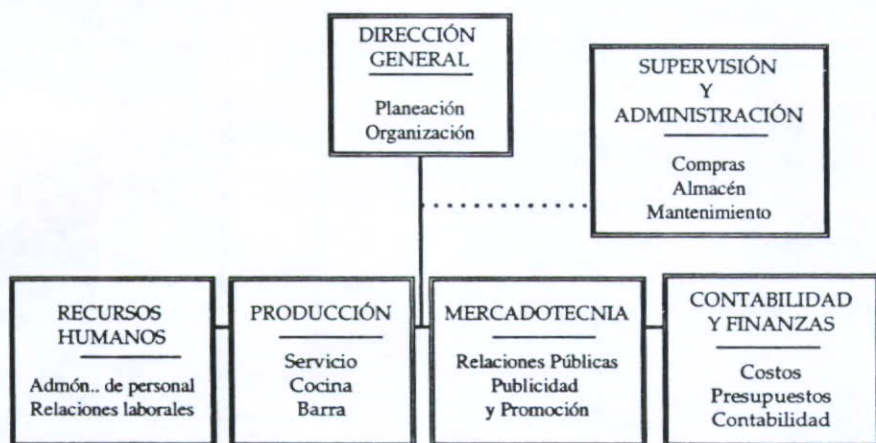 DIRECCIÓN
GENERAL
Planeación
Organización
SUPERVISIÓN
Y
ADMINISTRACIÓN
Compras
Almacén
Mantenimiento
RECURSOS
HUMANOS
Admón.. de personal
Relaciones laborales
PRODUCCIÓN
Servicio
Cocina
Barra
MERCADOTECNIA
Relaciones Públicas
Publicidad
y Promoción
CONTABILIDAD
Y FINANZAS
Costos
Presupuestos
Contabilidad